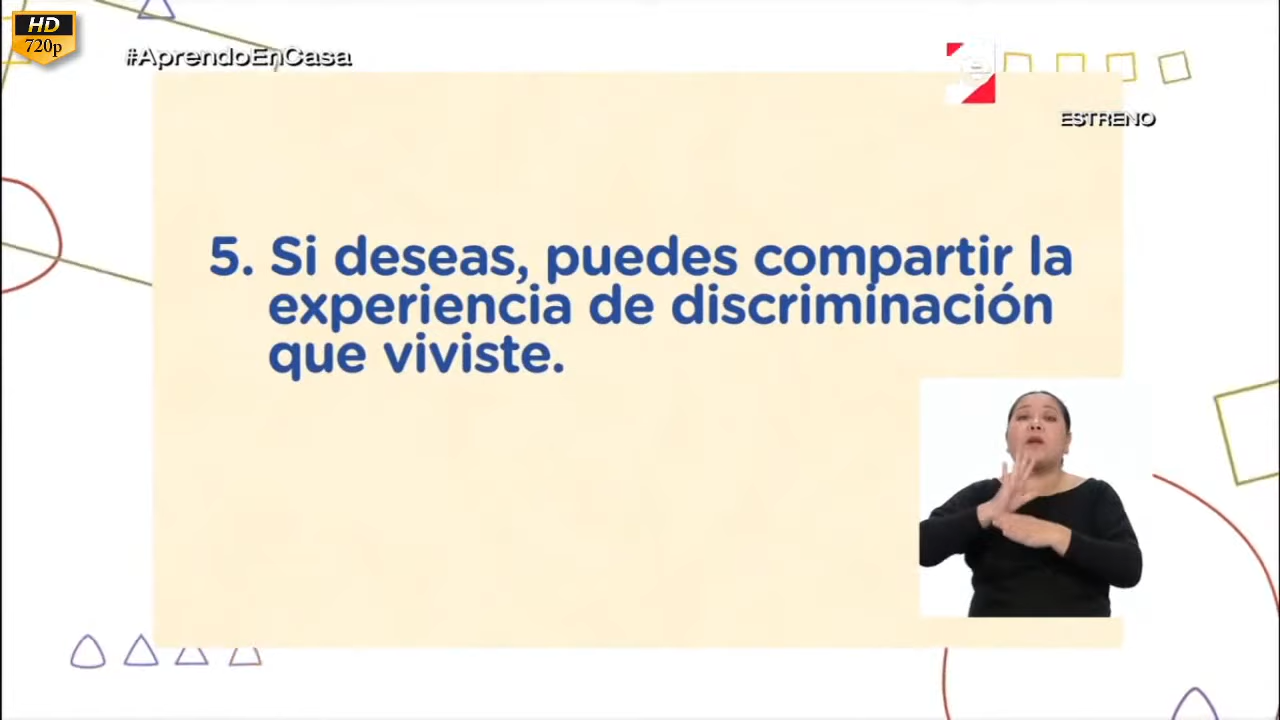 HD
720p
#AprendoEnCasa
ESTRENO
5. Si deseas, puedes compartir la
experiencia de discriminación
que viviste.